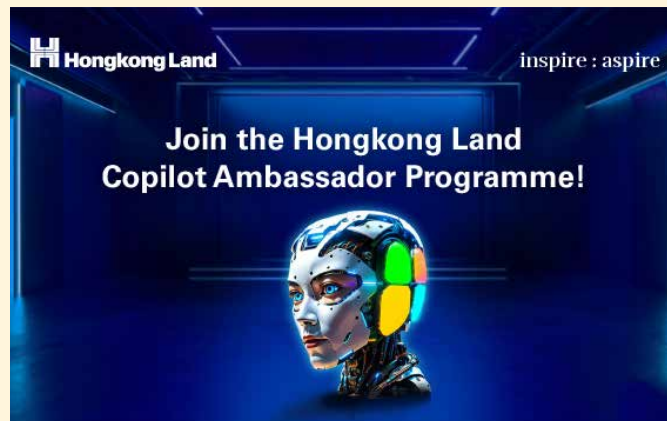 Hongkong Land
inspire : aspire
Join the Hongkong Land
Copilot Ambassador Programme!